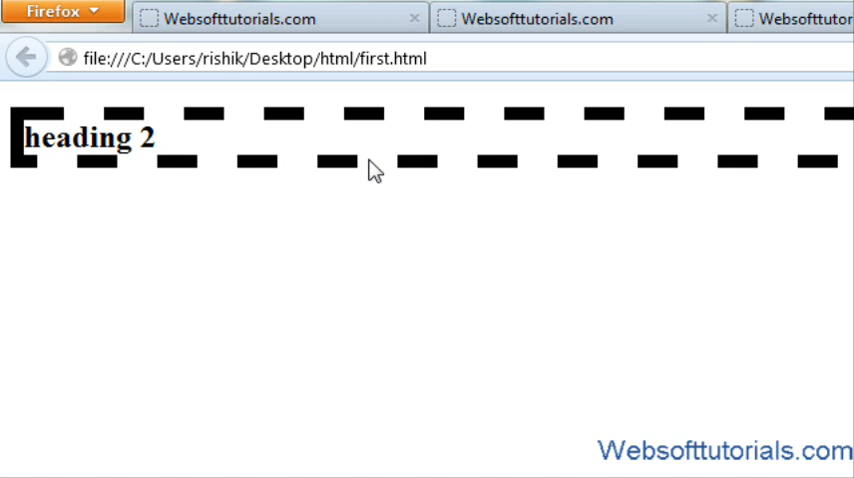 Firefox
Websofttutorials.com
Websofttutorials.com
Websofttutor
file:///C:/Users/rishik/Desktop/html/first.html
heading 2
Websofttutorials.com